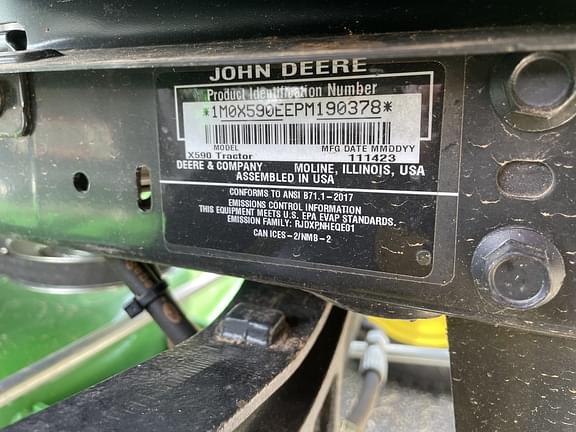 JOHN DEERE
Product Identification Number
*1M0X590EEPM190378*
MODEL MFG DATE MMDDYY
X590 Tractor 111423
DEERE & COMPANY MOLINE, ILLINOIS, USA
ASSEMBLED IN USA
CONFORMS TO ANSI B71.1-2017
EMISSIONS CONTROL INFORMATION
THIS EQUIPMENT MEETS U.S. EPA EVAP STANDARDS.
EMISSION FAMILY: RJDXPNHEQE01
CAN ICES-2/NMB-2